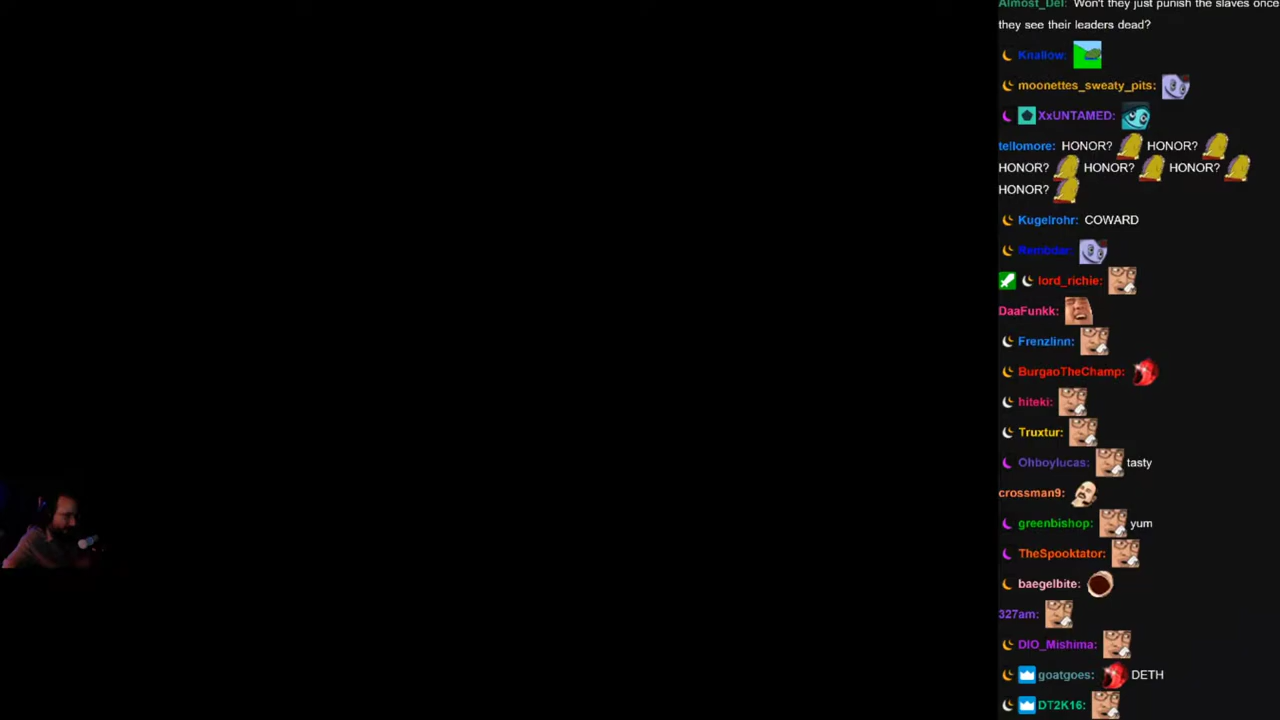 Almost_Del: Won't they just punish the slaves once
they see their leaders dead?
Knallow:
moonettes_sweaty_pits:
XxUNTAMED:
tellomore: HONOR? HONOR?
HONOR? HONOR? HONOR?
HONOR?
Kugelrohr: COWARD
Rembdar:
lord_richie:
DaaFunkk:
Frenzlinn:
BurgaoTheChamp:
hiteki:
Truxtur:
Ohboylucas: tasty
crossman9:
greenbishop: yum
TheSpooktator:
baegelbite:
327am:
DIO_Mishima:
goatgoes: DETH
DT2K16: